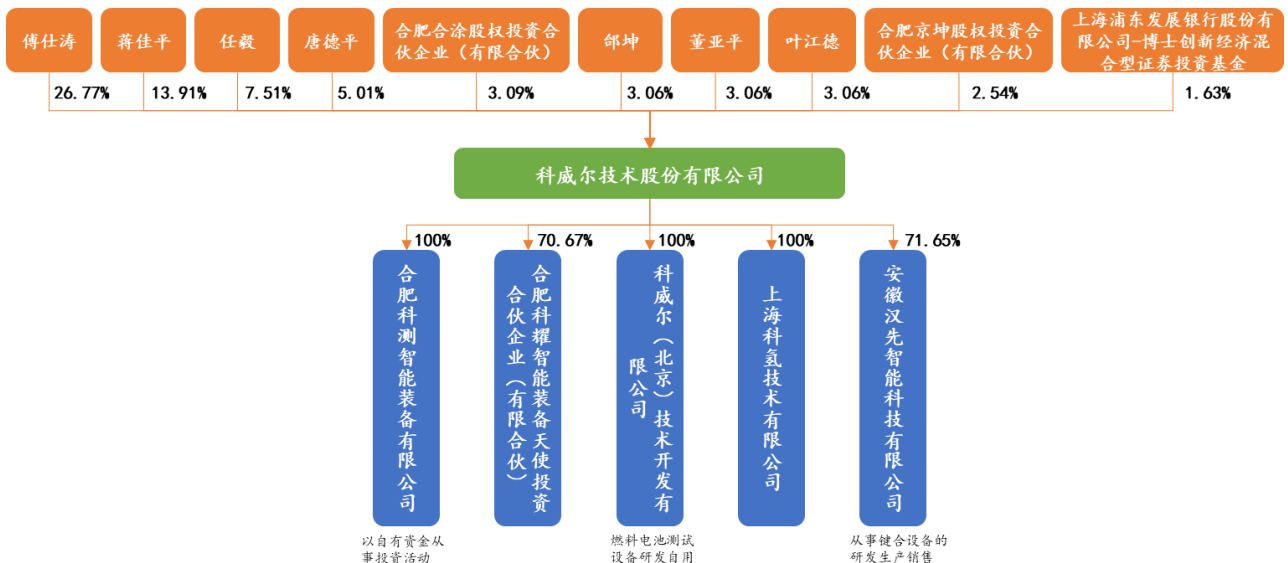 傅仕涛
蒋佳平
任毅
唐德平
合肥合涂股权投资合
伙企业（有限合伙）
邰坤
董亚平
叶江德
合肥京坤股权投资合
伙企业（有限合伙）
上海浦东发展银行股份有
限公司-博士创新经济混
合型证券投资基金
26.77%
13.91%
7.51%
5.01%
3.09%
3.06%
3.06%
3.06%
2.54%
1.63%
科威尔技术股份有限公司
100%
70.67%
100%
100%
71.65%
合肥科测智能装备有限公司
合肥科耀智能装备天使投资
合伙企业（有限合伙）
科威尔（北京）技术开发有
限公司
上海科氢技术有限公司
安徽汉先智能科技有限公司
以自有资金从
事投资活动
燃料电池测试
设备研发自用
从事键合设备的
研发生产销售